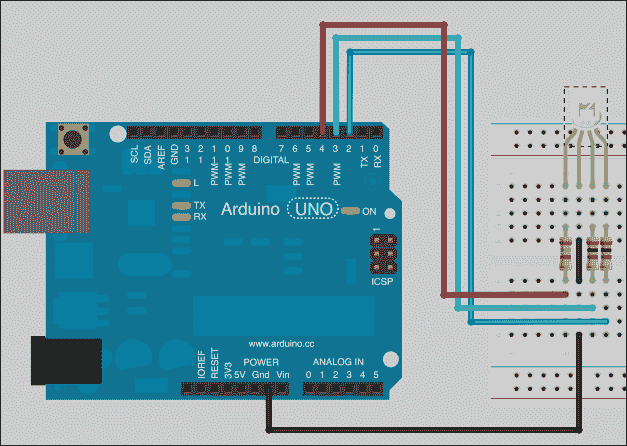 SCL
SDA
AREF
GND
13
12
11 PWM
10 PWM
9 PWM
8
DIGITAL
7
6 PWM
5 PWM
4
3 PWM
2
1 TX
0 RX
L
TX
RX
Arduino UNO ON
1
ICSP
www.arduino.cc
POWER
ANALOG IN
IOREF
RESET
3V3
5V Gnd Vin
0 1 2 3 4 5